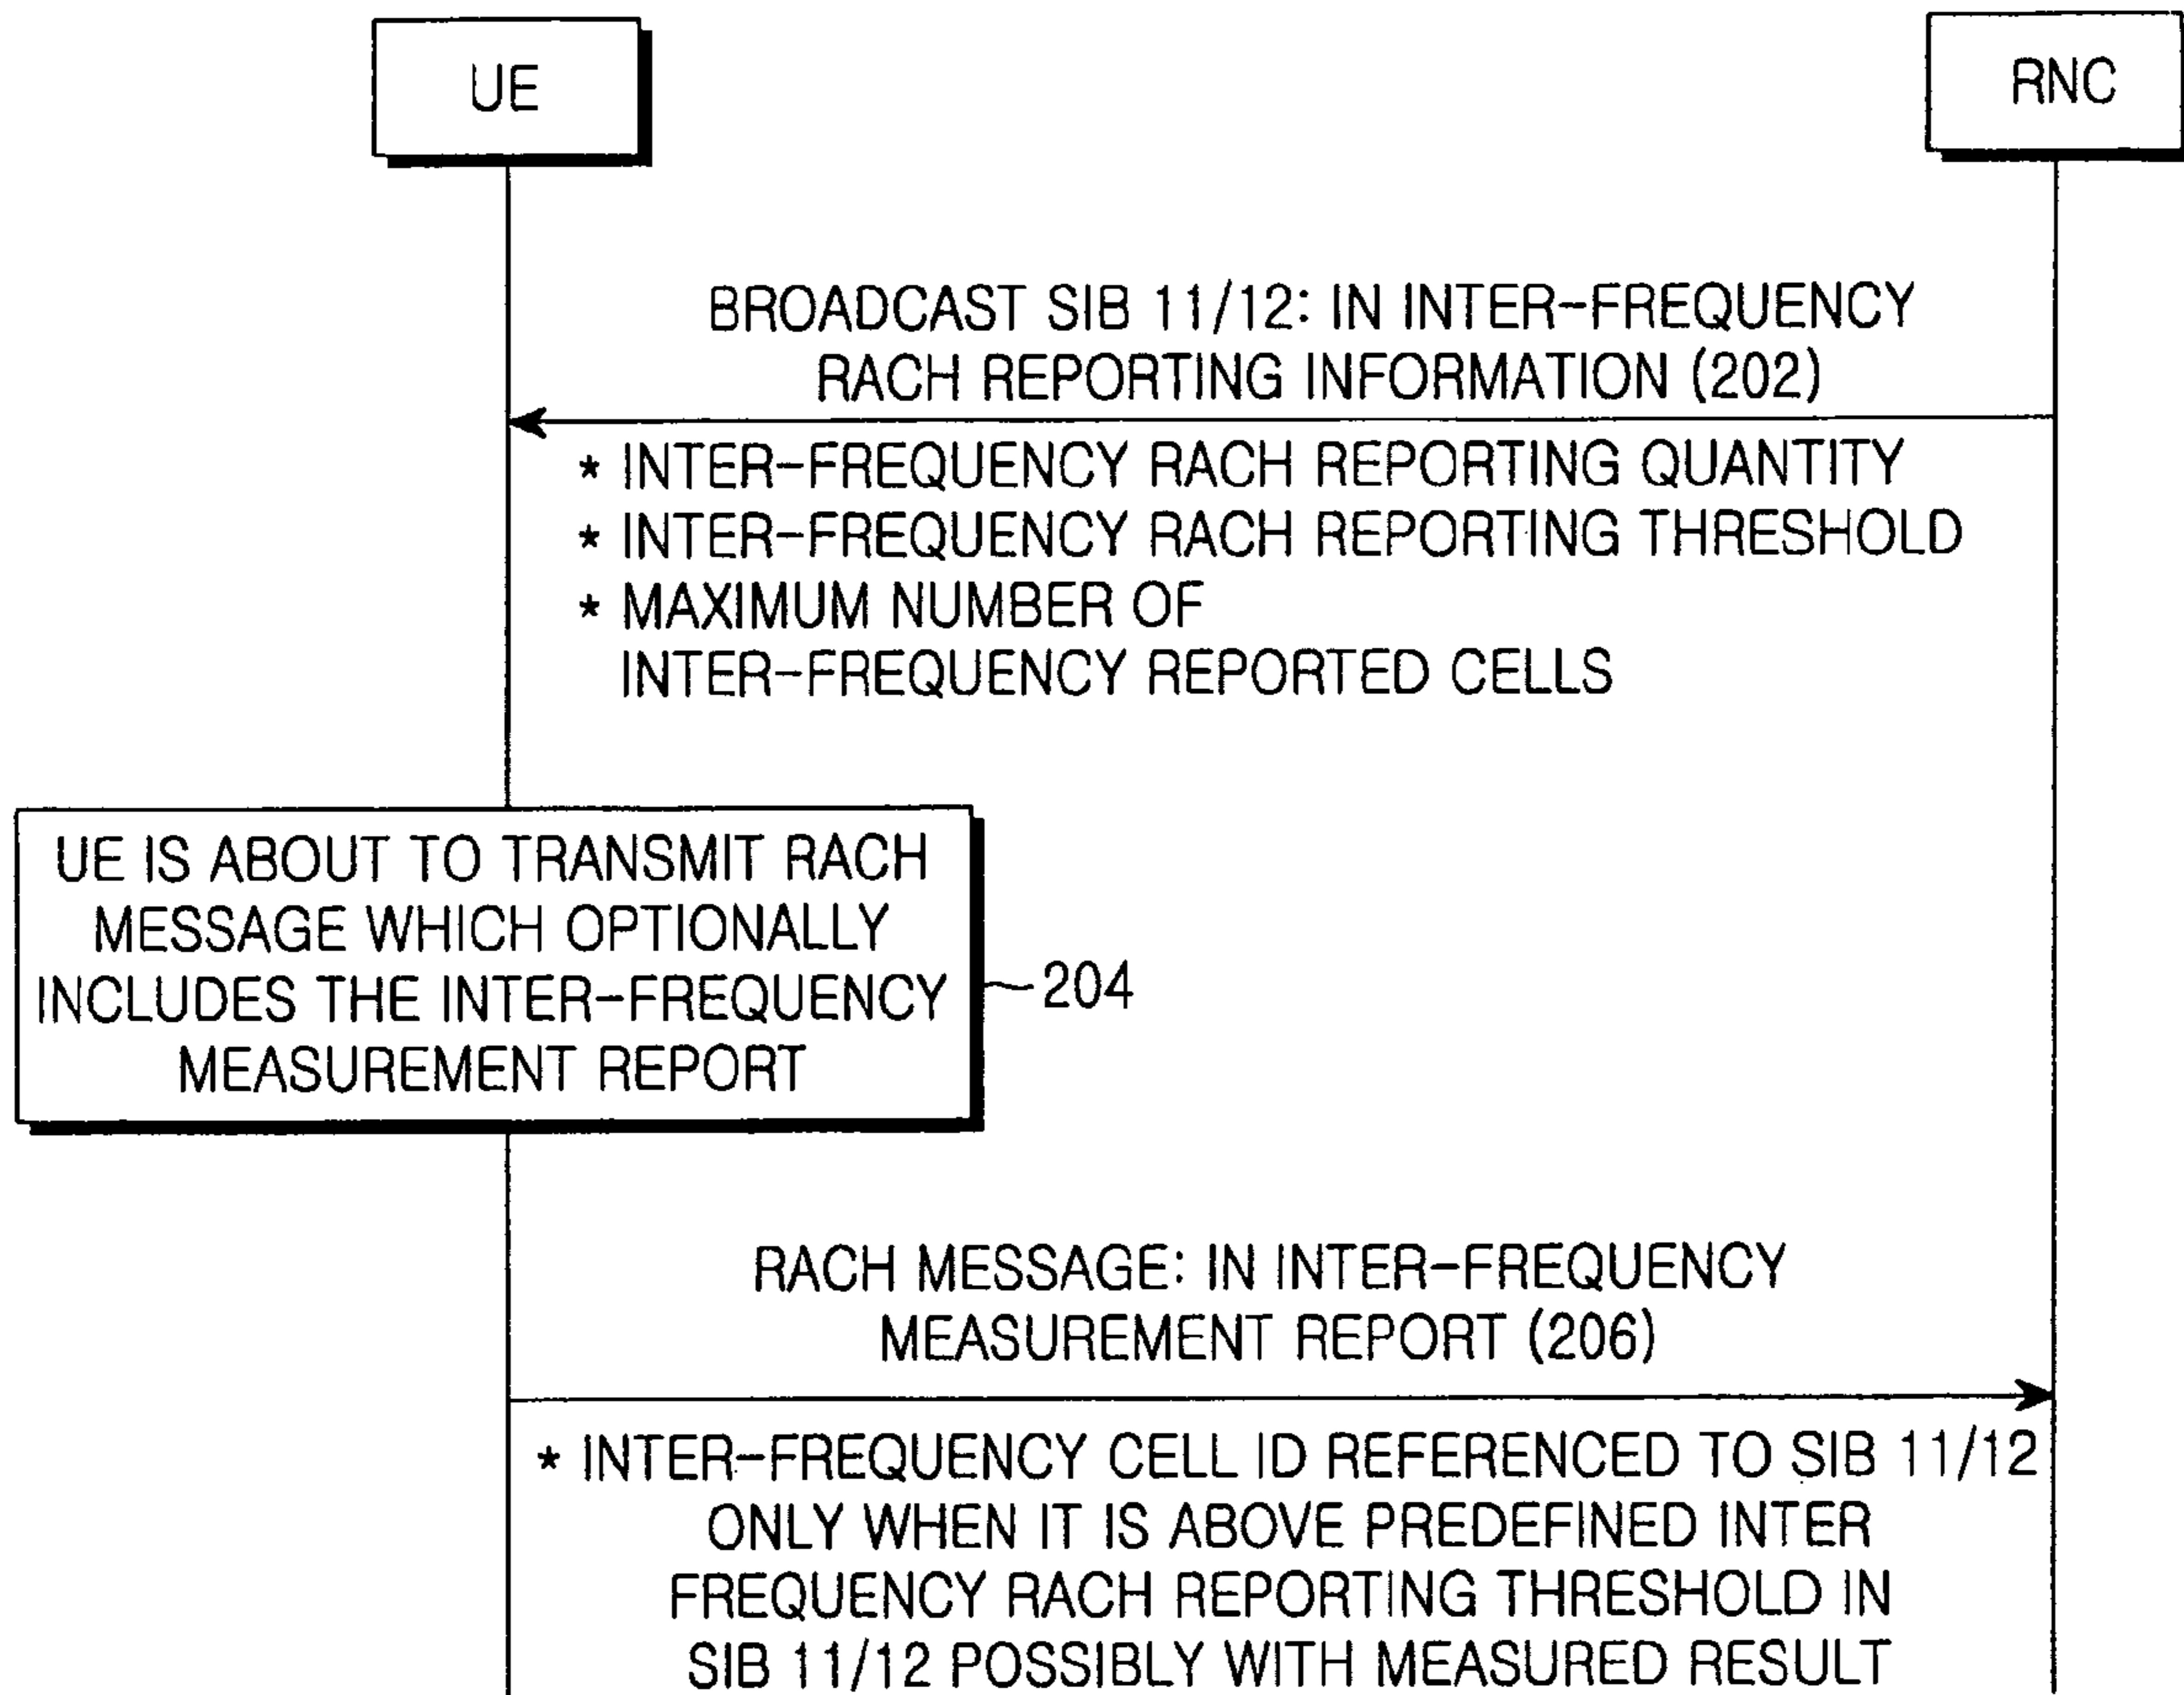 UE
RNC
BROADCAST SIB 11/12: IN INTER-FREQUENCY
RACH REPORTING INFORMATION (202)
* INTER-FREQUENCY RACH REPORTING QUANTITY
* INTER-FREQUENCY RACH REPORTING THRESHOLD
* MAXIMUM NUMBER OF
INTER-FREQUENCY REPORTED CELLS
UE IS ABOUT TO TRANSMIT RACH
MESSAGE WHICH OPTIONALLY
INCLUDES THE INTER-FREQUENCY
MEASUREMENT REPORT
204
RACH MESSAGE: IN INTER-FREQUENCY
MEASUREMENT REPORT (206)
* INTER-FREQUENCY CELL ID REFERENCED TO SIB 11/12
ONLY WHEN IT IS ABOVE PREDEFINED INTER
FREQUENCY RACH REPORTING THRESHOLD IN
SIB 11/12 POSSIBLY WITH MEASURED RESULT